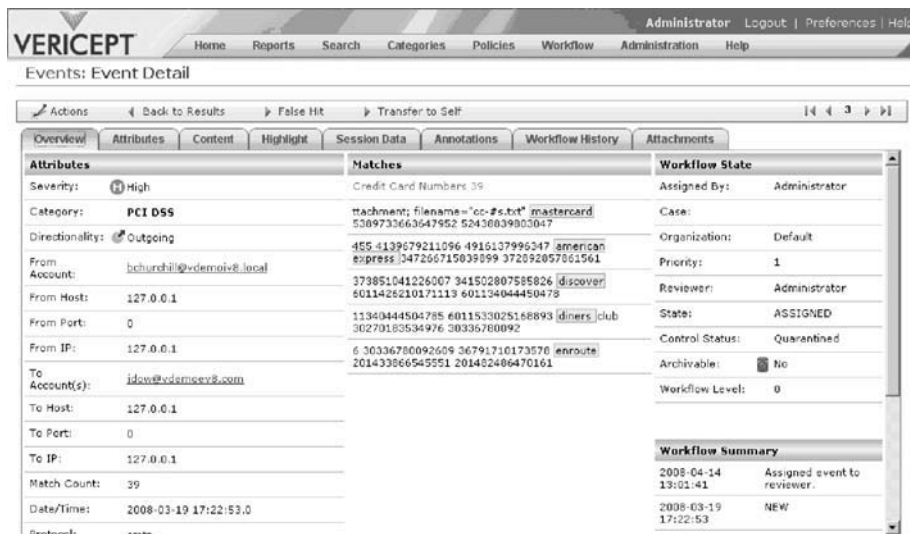 Administrator Logout | Preferences | Help
VERICEPT
Home Reports Search Categories Policies Workflow Administration Help
Events: Event Detail
Actions Back to Results False Hit Transfer to Self 3
Overview Attributes Content Highlight Session Data Annotations Workflow History Attachments
Attributes
Severity: H High
Category: PCI DSS
Directionality: Outgoing
From Account: bchurchill@vdemoiv8.local
From Host: 127.0.0.1
From Port: 0
From IP: 127.0.0.1
To Account(s): jdow@vdemoev8.com
To Host: 127.0.0.1
To Port: 0
To IP: 127.0.0.1
Match Count: 39
Date/Time: 2008-03-19 17:22:53.0
Matches
Credit Card Numbers 39
ttachment; filename="cc-#s.txt" mastercard
5389733663647952 52438839803047
455 4139679211096 4916137996347 american
express 347266715839899 372892857861561
373851041226007 341502807585826 discover
6011426210171113 601134044450478
11340444504785 6011533025168893 diners club
30270183534976 30336780092
6 30336780092609 36791710173578 enroute
201433866545551 201482486470161
Workflow State
Assigned By: Administrator
Case:
Organization: Default
Priority: 1
Reviewer: Administrator
State: ASSIGNED
Control Status: Quarantined
Archivable: No
Workflow Level: 0
Workflow Summary
2008-04-14 Assigned event to
13:01:41 reviewer.
2008-03-19 NEW
17:22:53